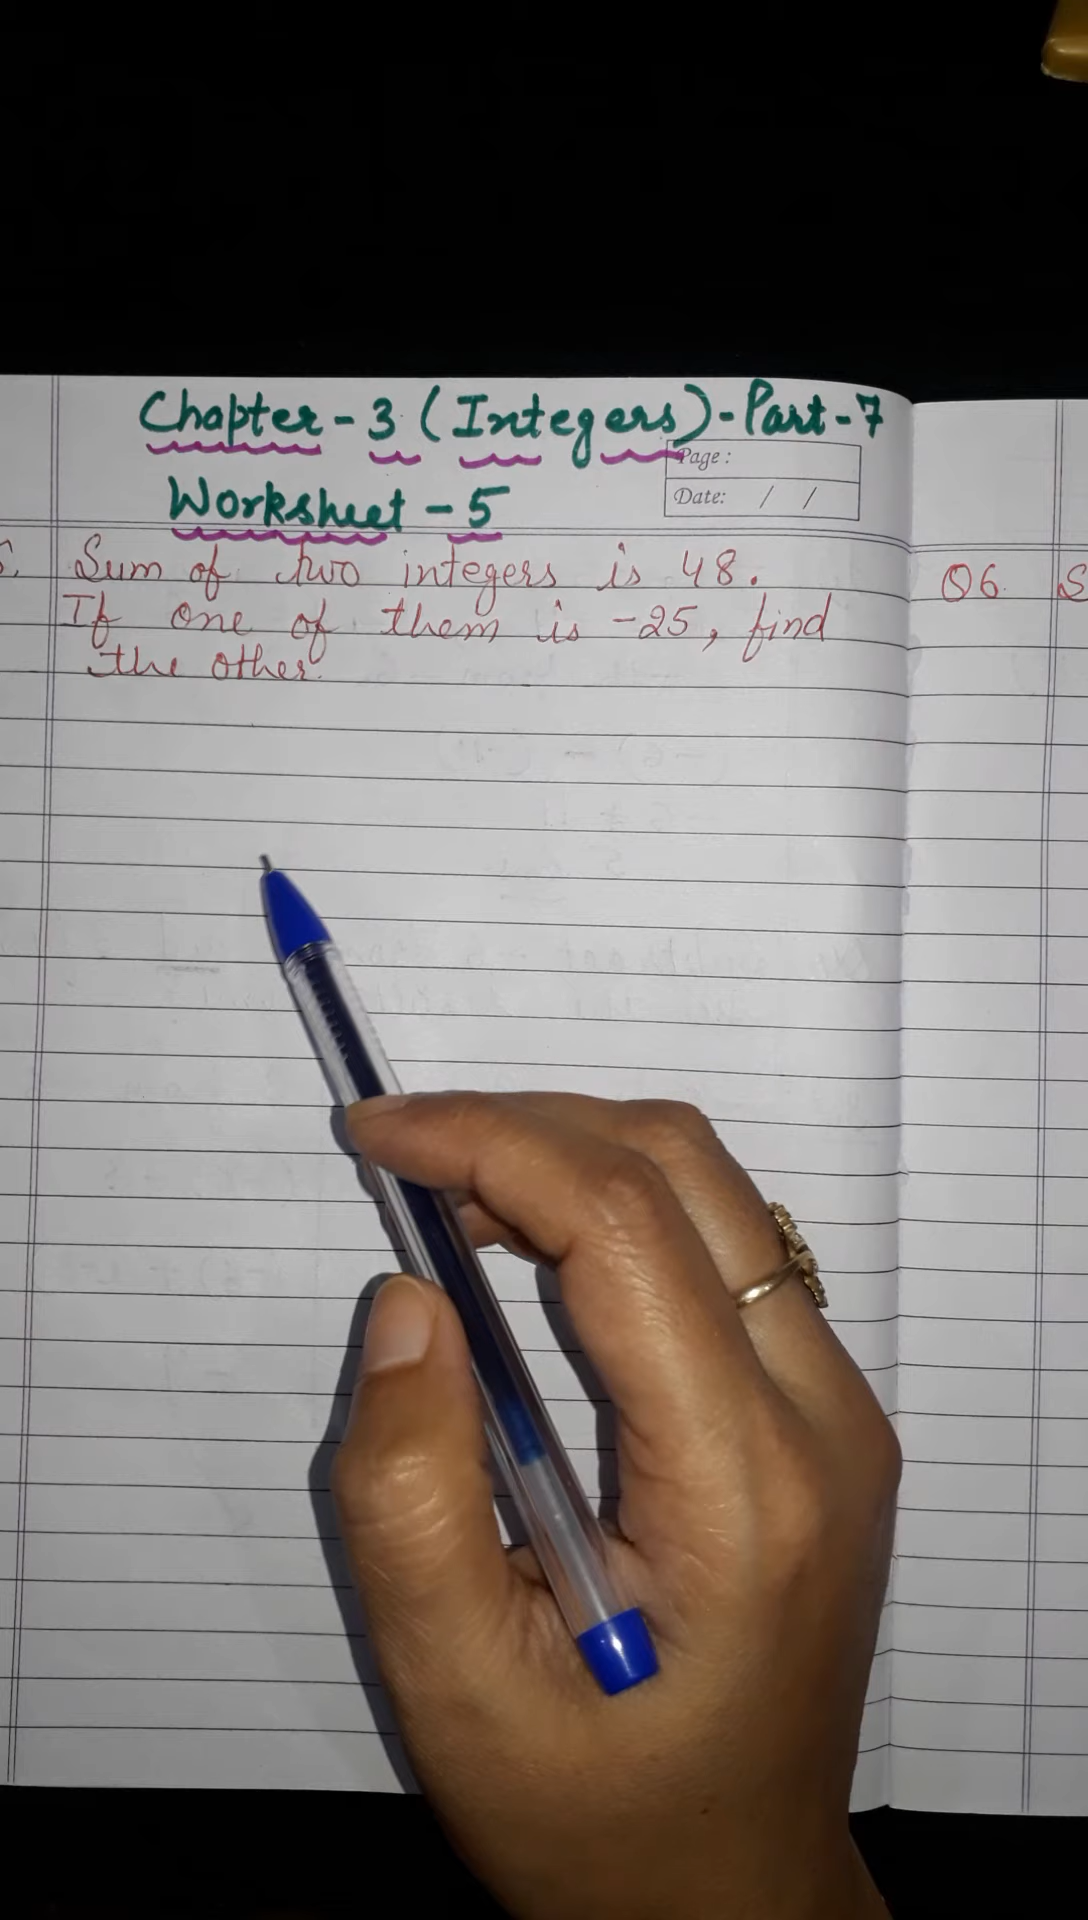 Chapter - 3 (Integers) - Part - 7
Page :
Worksheet - 5
Date: / /
Sum of two integers is 48.
If one of them is -25, find
the other.
Q6. S